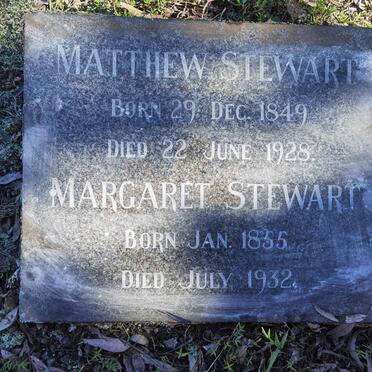 MATTHEW STEWART
BORN 29 DEC. 1849
DIED 22 JUNE 1928.
MARGARET STEWART
BORN JAN. 1855
DIED JULY 1932.